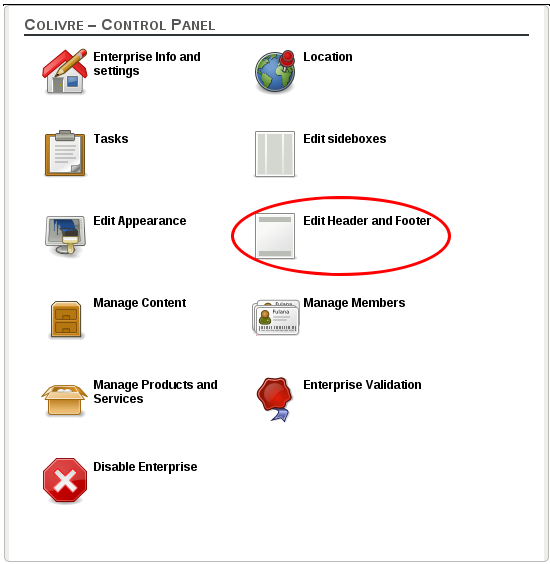 COLIVRE – CONTROL PANEL
Enterprise Info and
settings
Location
Tasks
Edit sideboxes
Edit Appearance
Edit Header and Footer
Manage Content
Manage Members
Fulana
Fulana
Manage Products and
Services
Enterprise Validation
Disable Enterprise